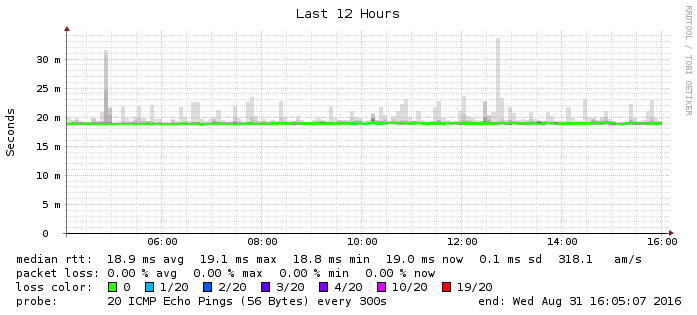 Last 12 Hours
RRDTOOL / TOBI OETIKER
Seconds
30 m
25 m
20 m
15 m
10 m
5 m
0
06:00 08:00 10:00 12:00 14:00 16:00
median rtt: 18.9 ms avg 19.1 ms max 18.8 ms min 19.0 ms now 0.1 ms sd 318.1 am/s
packet loss: 0.00 % avg 0.00 % max 0.00 % min 0.00 % now
loss color: 0 1/20 2/20 3/20 4/20 10/20 19/20
probe: 20 ICMP Echo Pings (56 Bytes) every 300s end: Wed Aug 31 16:05:07 2016